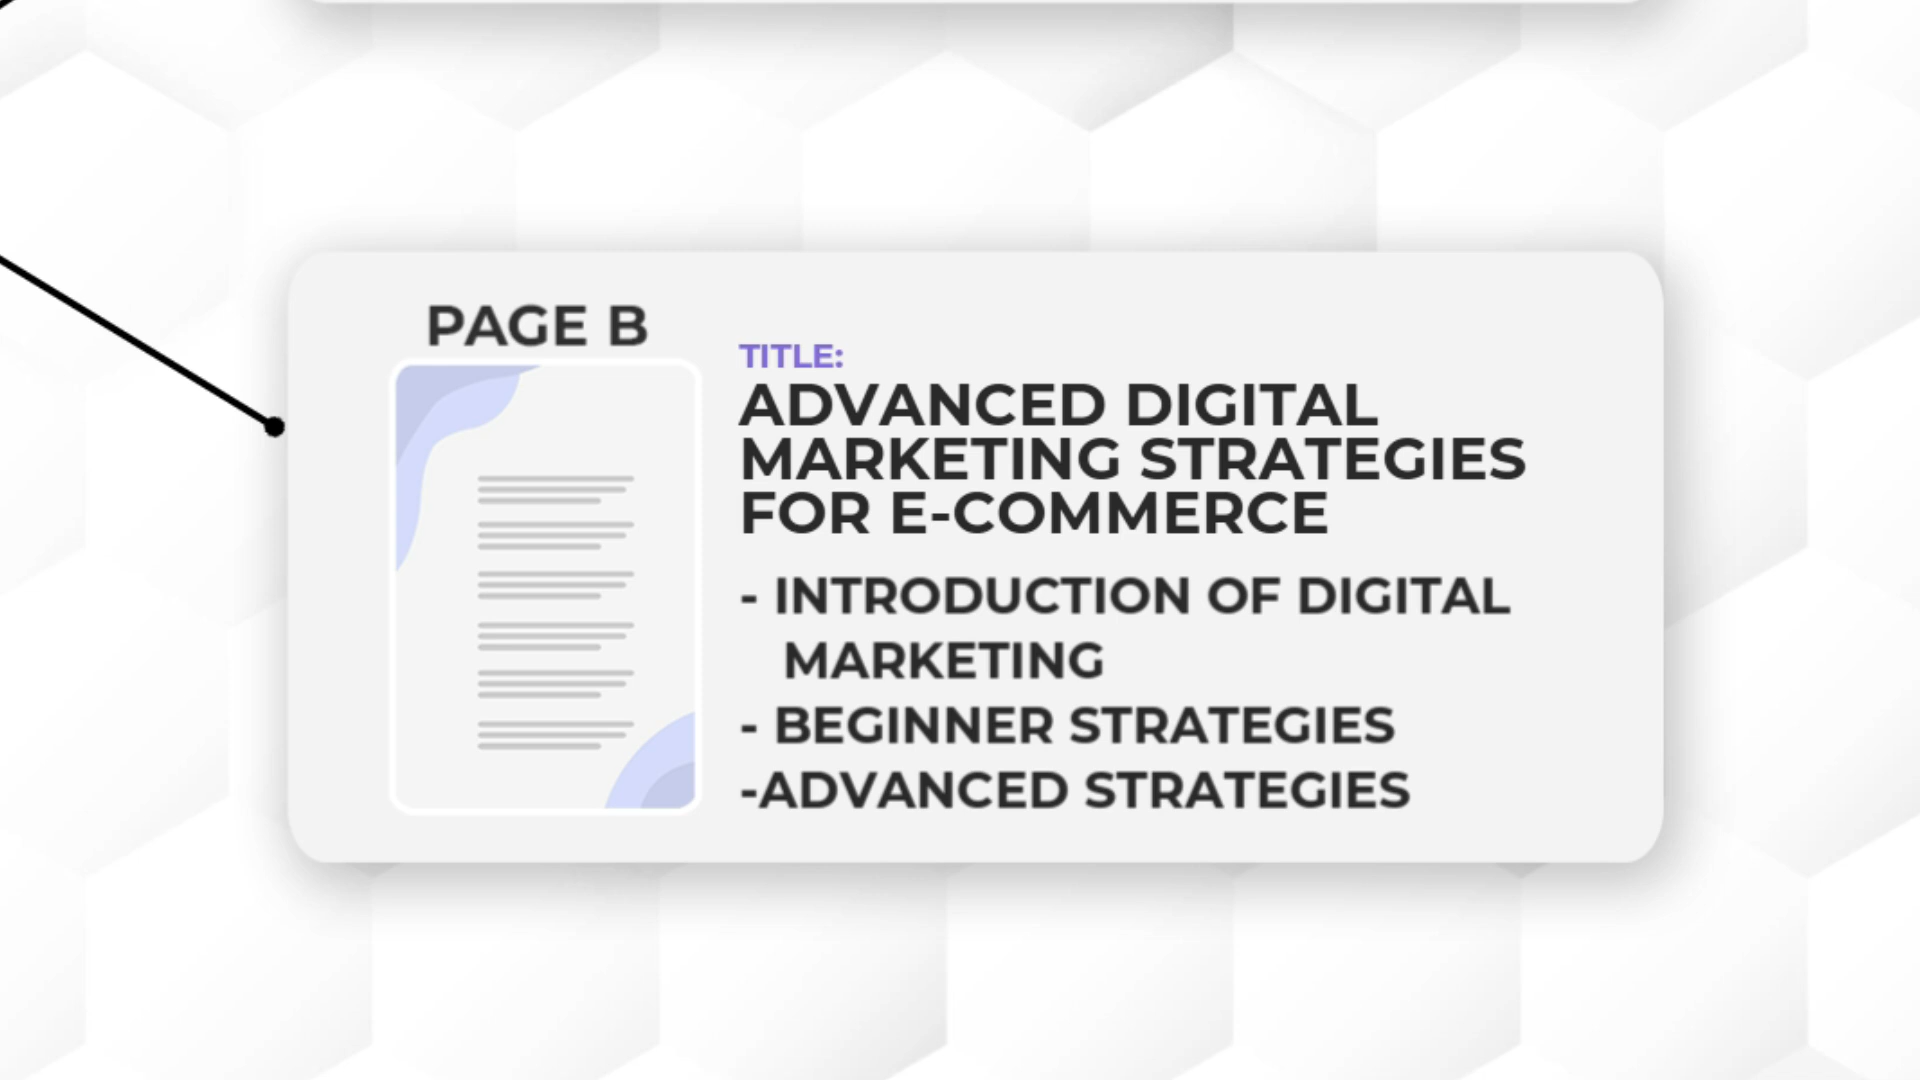 PAGE B
TITLE:
ADVANCED DIGITAL
MARKETING STRATEGIES
FOR E-COMMERCE
- INTRODUCTION OF DIGITAL
MARKETING
- BEGINNER STRATEGIES
-ADVANCED STRATEGIES